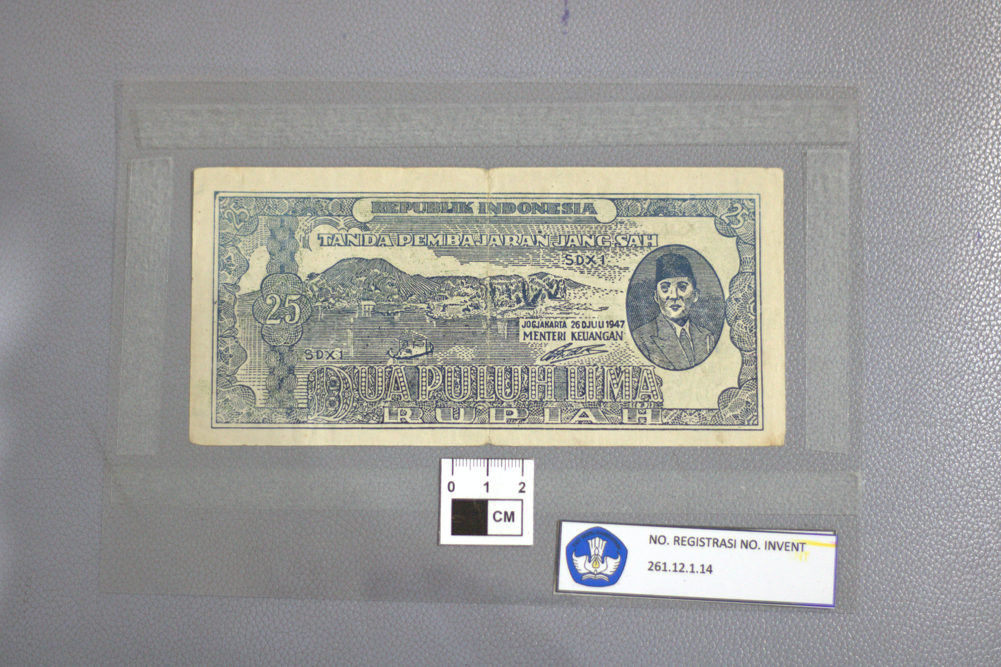 REPUBLIK INDONESIA
TANDA PEMBAJARAN JANG SAH
SDX1
25
JOGJAKARTA 26 DJULI 1947
MENTERI KEUANGAN
SDX1
DUA PULUH LIMA
RUPIAH
0 1 2
CM
NO. REGISTRASI NO. INVENT
261.12.1.14